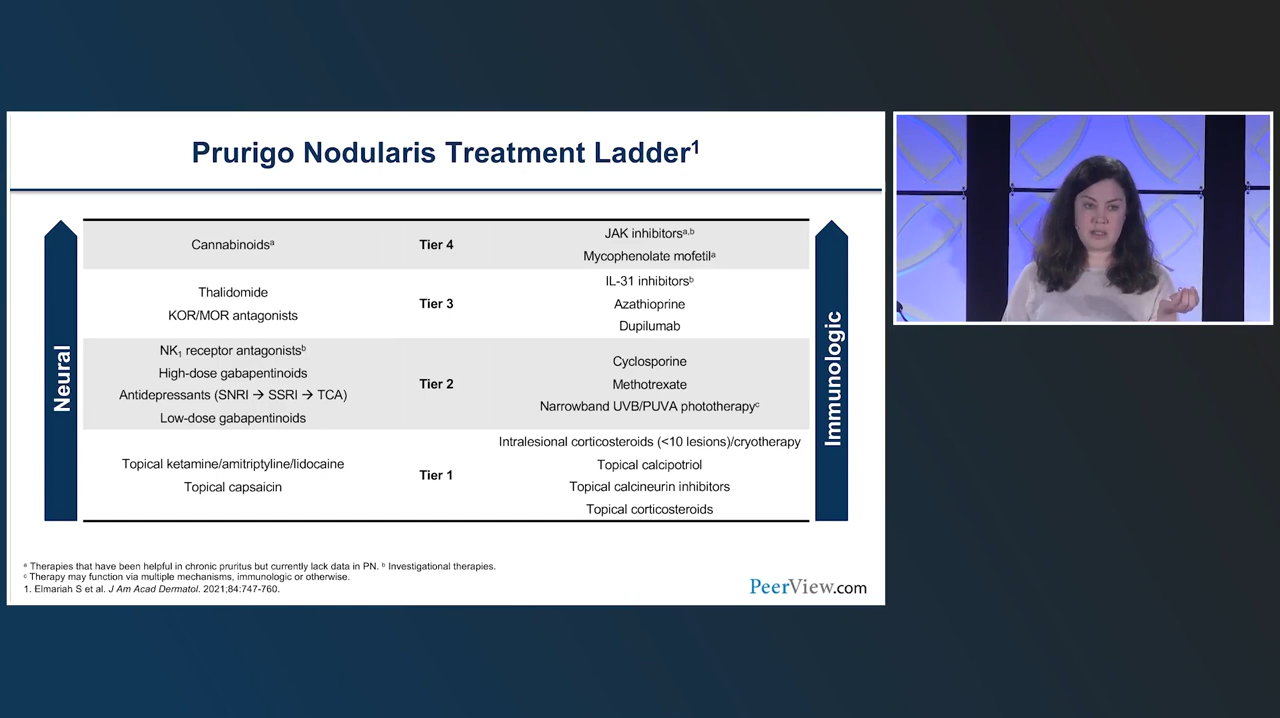 Prurigo Nodularis Treatment Ladder1
Neural
Cannabinoidsa
Tier 4
JAK inhibitorsa,b
Mycophenolate mofetila
Thalidomide
KOR/MOR antagonists
Tier 3
IL-31 inhibitorsb
Azathioprine
Dupilumab
NK1 receptor antagonistsb
High-dose gabapentinoids
Antidepressants (SNRI → SSRI → TCA)
Low-dose gabapentinoids
Tier 2
Cyclosporine
Methotrexate
Narrowband UVB/PUVA phototherapyc
Topical ketamine/amitriptyline/lidocaine
Topical capsaicin
Tier 1
Intralesional corticosteroids (<10 lesions)/cryotherapy
Topical calcipotriol
Topical calcineurin inhibitors
Topical corticosteroids
Immunologic
a Therapies that have been helpful in chronic pruritus but currently lack data in PN. b Investigational therapies.
c Therapy may function via multiple mechanisms, immunologic or otherwise.
1. Elmariah S et al. J Am Acad Dermatol. 2021;84:747-760.
PeerView.com